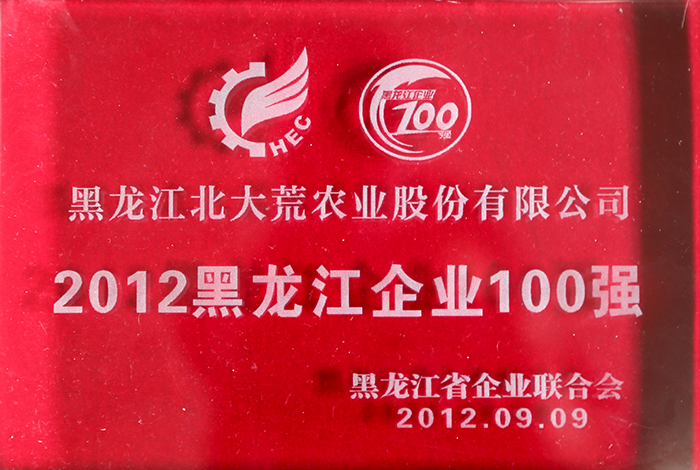 HEC
黑龙江企业
100
强
黑龙江北大荒农业股份有限公司
2012黑龙江企业100强
黑龙江省企业联合会
2012.09.09